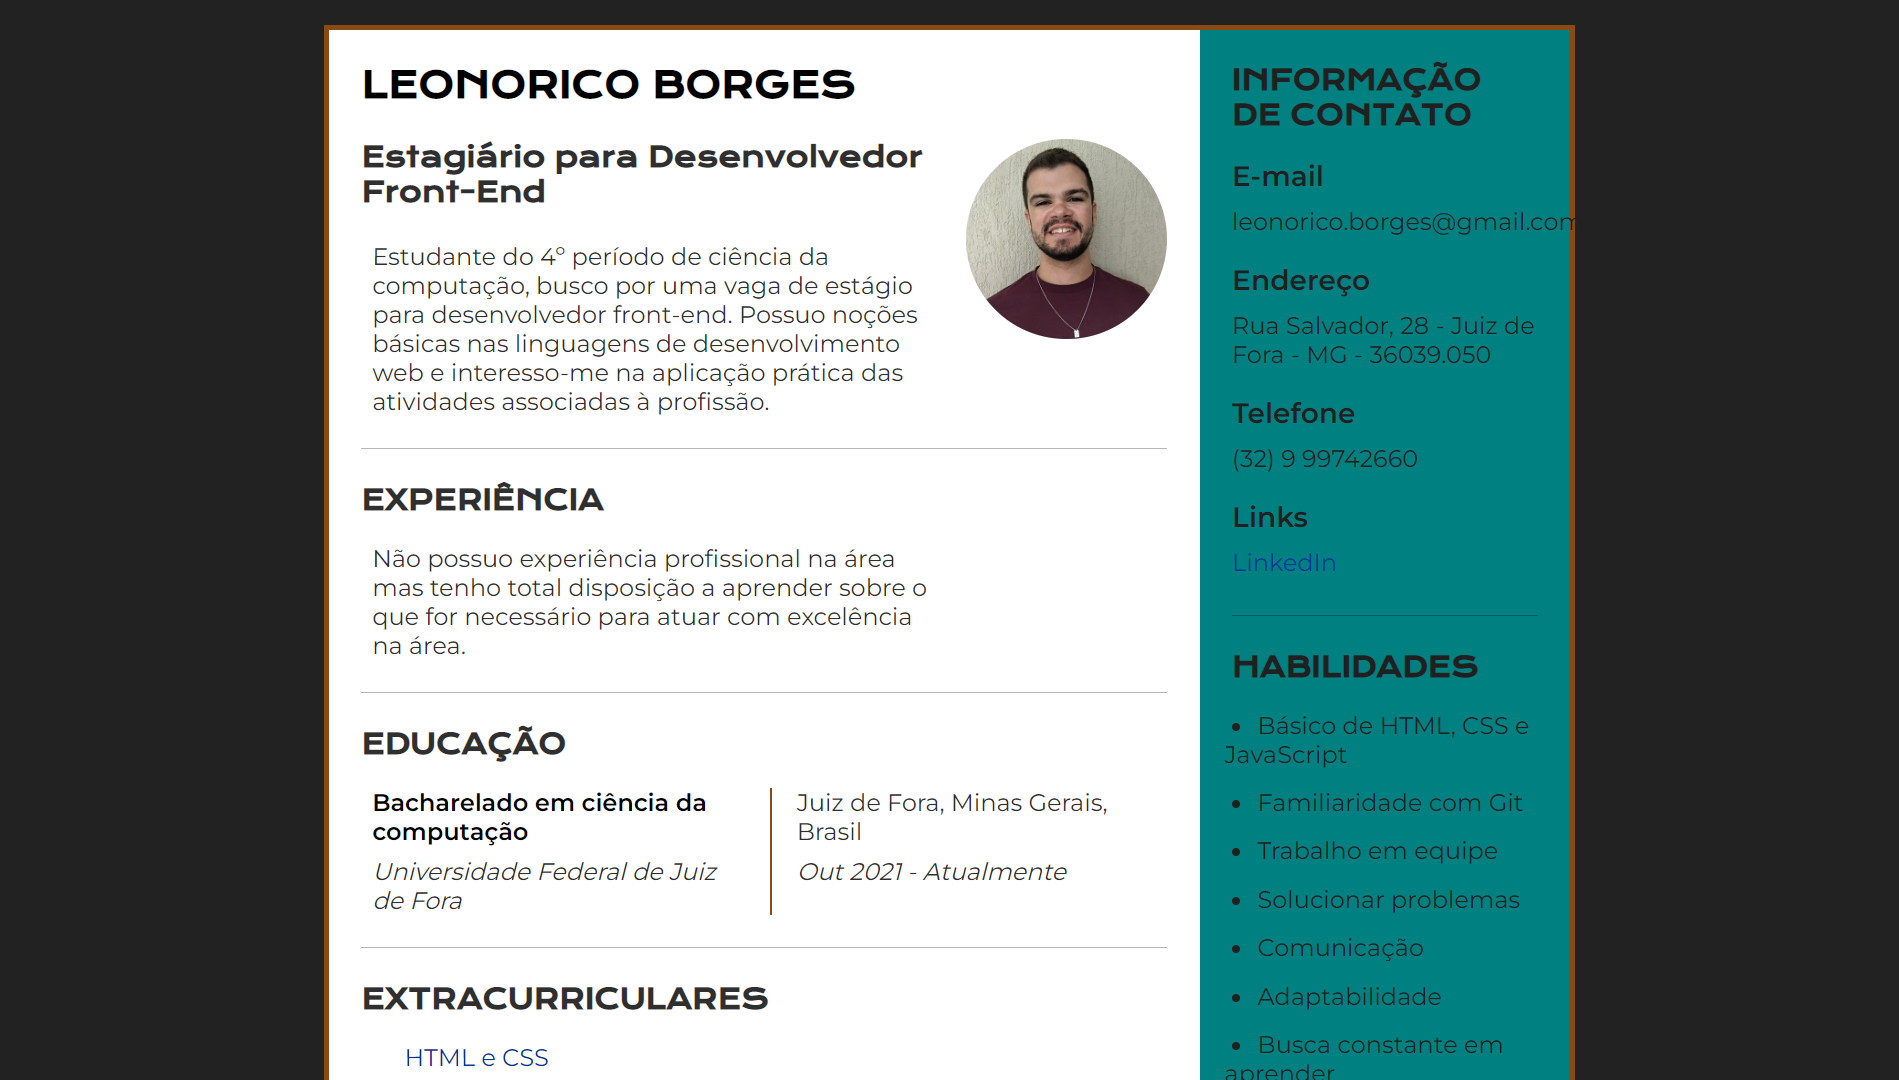 LEONORICO BORGES
Estagiário para Desenvolvedor
Front-End
Estudante do 4º período de ciência da
computação, busco por uma vaga de estágio
para desenvolvedor front-end. Possuo noções
básicas nas linguagens de desenvolvimento
web e interesso-me na aplicação prática das
atividades associadas à profissão.
EXPERIÊNCIA
Não possuo experiência profissional na área
mas tenho total disposição a aprender sobre o
que for necessário para atuar com excelência
na área.
EDUCAÇÃO
Bacharelado em ciência da
computação
Universidade Federal de Juiz
de Fora
Juiz de Fora, Minas Gerais,
Brasil
Out 2021 - Atualmente
EXTRACURRICULARES
HTML e CSS
INFORMAÇÃO
DE CONTATO
E-mail
leonorico.borges@gmail.com
Endereço
Rua Salvador, 28 - Juiz de
Fora - MG - 36039.050
Telefone
(32) 9 99742660
Links
LinkedIn
HABILIDADES
• Básico de HTML, CSS e
JavaScript
• Familiaridade com Git
• Trabalho em equipe
• Solucionar problemas
• Comunicação
• Adaptabilidade
• Busca constante em
aprender